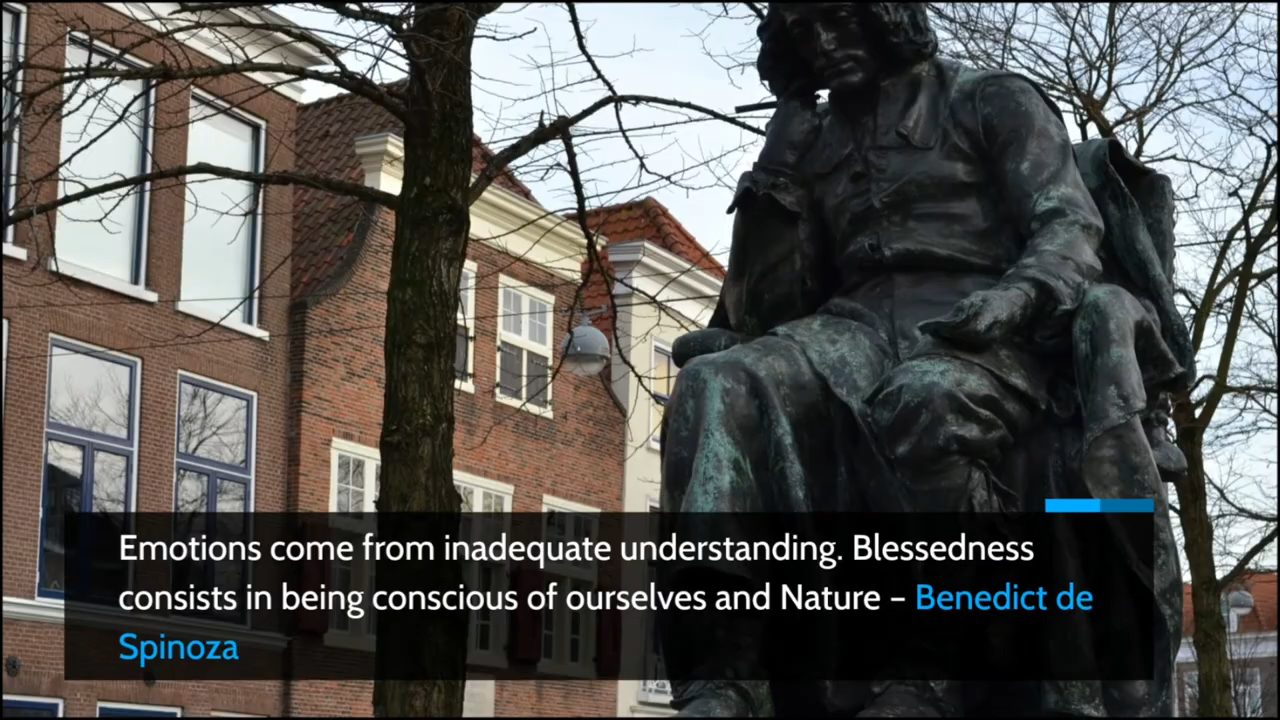 Emotions come from inadequate understanding. Blessedness
consists in being conscious of ourselves and Nature – Benedict de
Spinoza